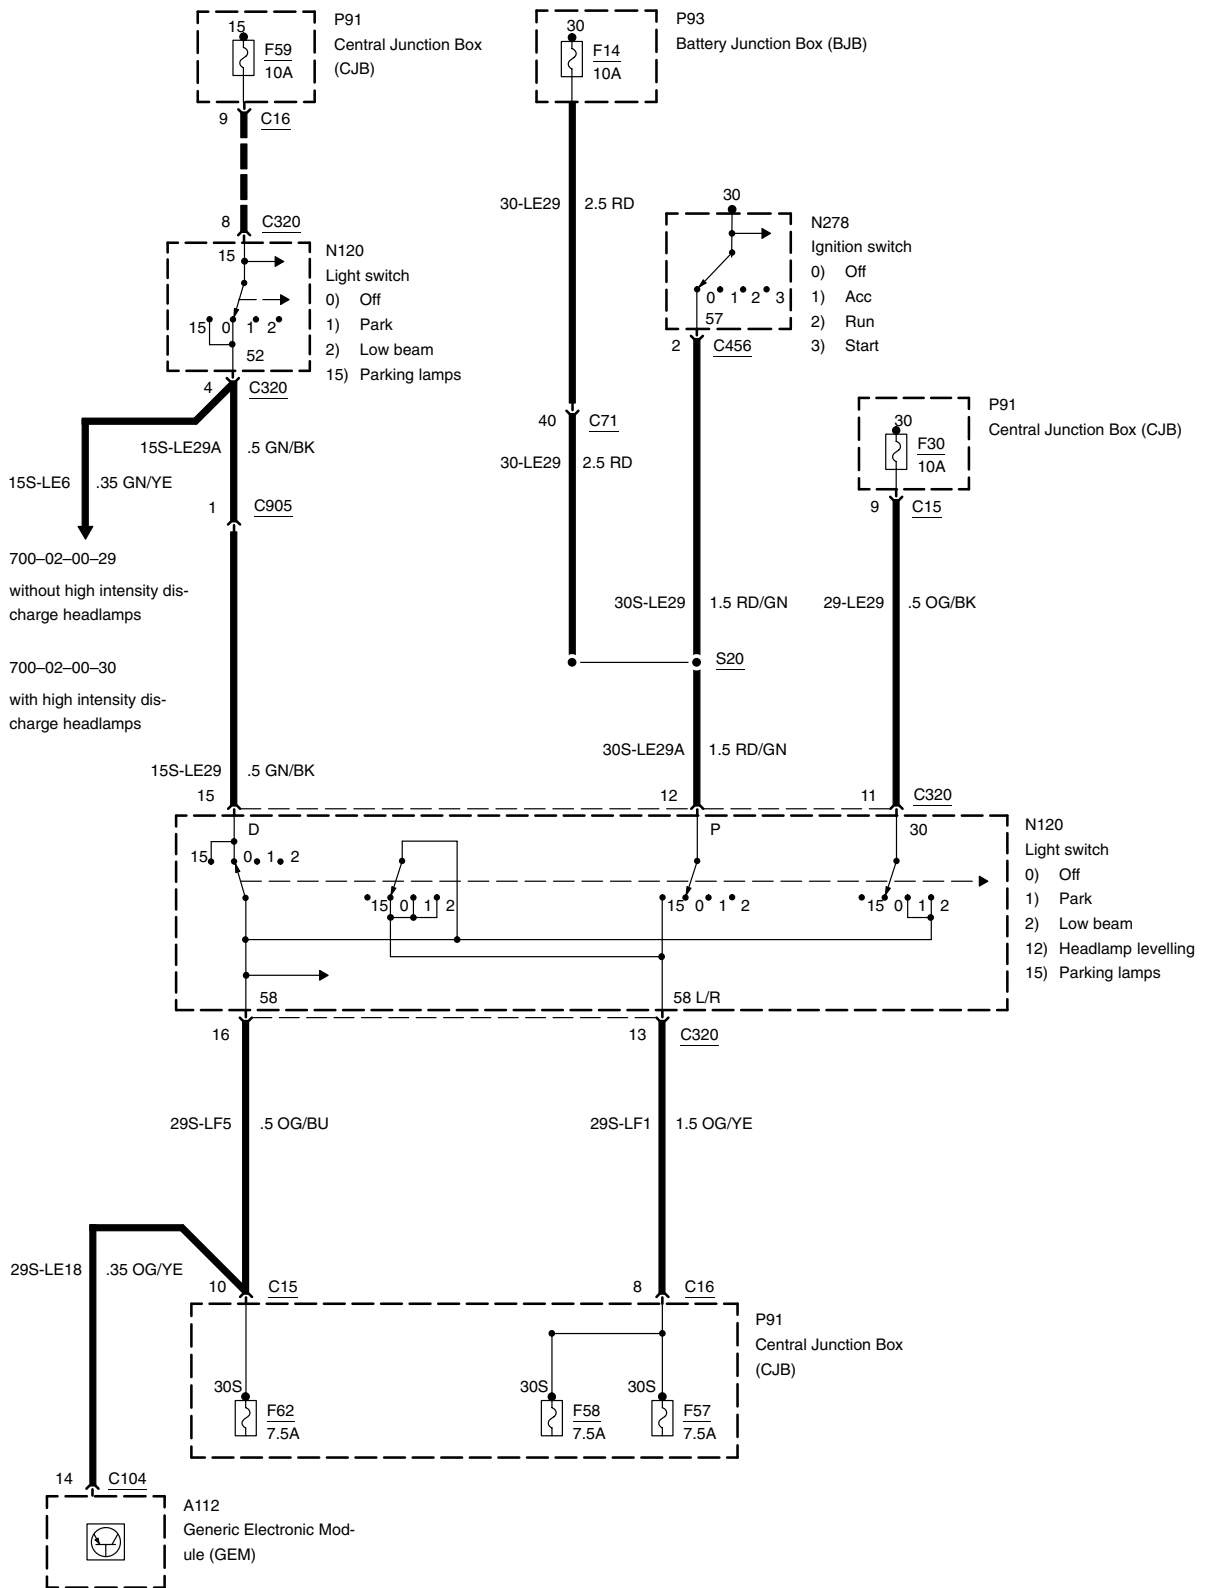 P91
Central Junction Box
(CJB)
15
F59
10A
9 C16
P93
Battery Junction Box (BJB)
30
F14
10A
30-LE29 2.5 RD
8 C320
15
15 0 1 2
52
N120
Light switch
0) Off
1) Park
2) Low beam
15) Parking lamps
4 C320
30
0 1 2 3
57
N278
Ignition switch
0) Off
1) Acc
2) Run
3) Start
2 C456
40 C71
30-LE29 2.5 RD
P91
Central Junction Box (CJB)
30
F30
10A
9 C15
15S-LE29A .5 GN/BK
15S-LE6 .35 GN/YE
1 C905
700–02–00–29
without high intensity dis-
charge headlamps
700–02–00–30
with high intensity dis-
charge headlamps
30S-LE29 1.5 RD/GN
29-LE29 .5 OG/BK
S20
30S-LE29A 1.5 RD/GN
15S-LE29 .5 GN/BK
15 12 11 C320
D P 30
15 0 1 2
15 0 1 2
15 0 1 2
15 0 1 2
58 58 L/R
N120
Light switch
0) Off
1) Park
2) Low beam
12) Headlamp levelling
15) Parking lamps
16 13 C320
29S-LF5 .5 OG/BU
29S-LF1 1.5 OG/YE
29S-LE18 .35 OG/YE
10 C15
8 C16
P91
Central Junction Box
(CJB)
30S
F62
7.5A
30S
F58
7.5A
30S
F57
7.5A
14 C104
A112
Generic Electronic Mod-
ule (GEM)